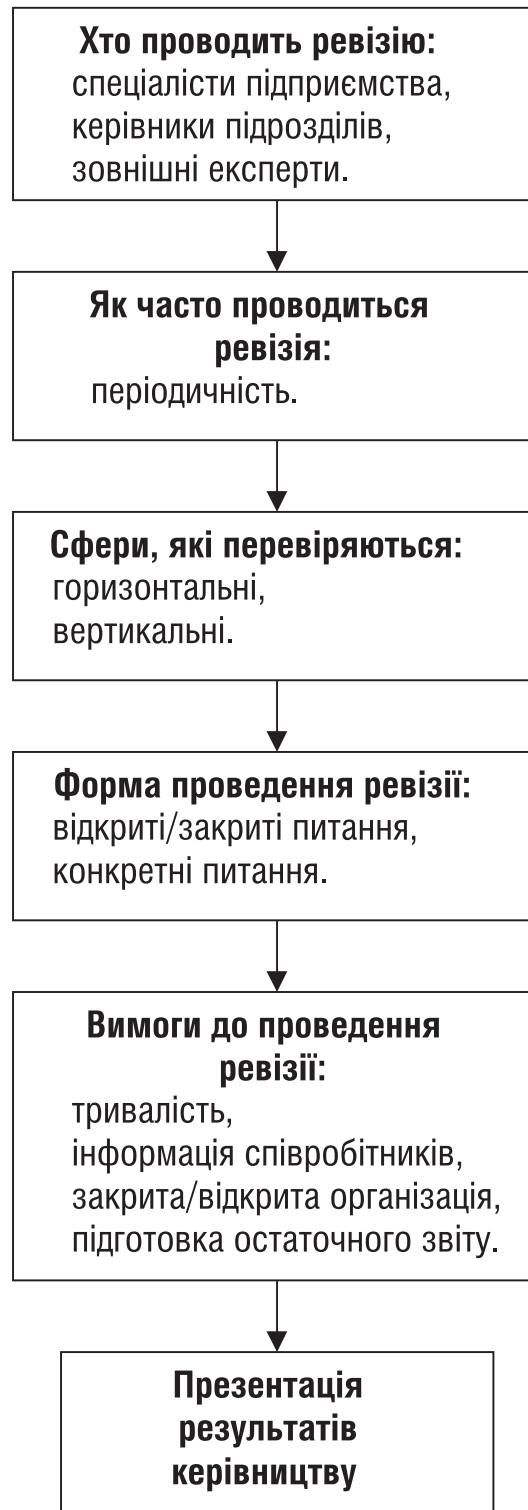 Хто проводить ревізію:
спеціалісти підприємства,
керівники підрозділів,
зовнішні експерти.
Як часто проводиться
ревізія:
періодичність.
Сфери, які перевіряються:
горизонтальні,
вертикальні.
Форма проведення ревізії:
відкриті/закриті питання,
конкретні питання.
Вимоги до проведення
ревізії:
тривалість,
інформація співробітників,
закрита/відкрита організація,
підготовка остаточного звіту.
Презентація
результатів
керівництву